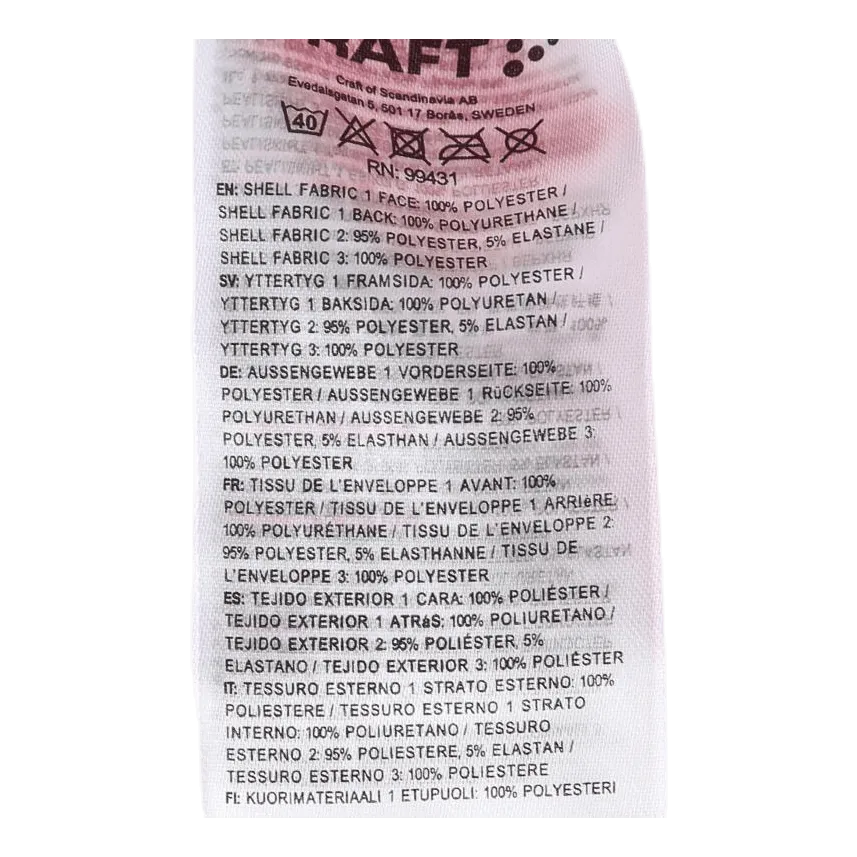 CRAFT
Craft of Scandinavia AB
Evedalsgatan 5, 501 17 Borås, SWEDEN
40
RN: 99431
EN: SHELL FABRIC 1 FACE: 100% POLYESTER /
SHELL FABRIC 1 BACK: 100% POLYURETHANE /
SHELL FABRIC 2: 95% POLYESTER, 5% ELASTANE /
SHELL FABRIC 3: 100% POLYESTER
SV: YTTERTYG 1 FRAMSIDA: 100% POLYESTER /
YTTERTYG 1 BAKSIDA: 100% POLYURETAN /
YTTERTYG 2: 95% POLYESTER, 5% ELASTAN /
YTTERTYG 3: 100% POLYESTER
DE: AUSSENGEWEBE 1 VORDERSEITE: 100%
POLYESTER / AUSSENGEWEBE 1 RüCKSEITE: 100%
POLYURETHAN / AUSSENGEWEBE 2: 95%
POLYESTER, 5% ELASTHAN / AUSSENGEWEBE 3:
100% POLYESTER
FR: TISSU DE L'ENVELOPPE 1 AVANT: 100%
POLYESTER / TISSU DE L'ENVELOPPE 1 ARRIèRE:
100% POLYURÉTHANE / TISSU DE L'ENVELOPPE 2:
95% POLYESTER, 5% ELASTHANNE / TISSU DE
L'ENVELOPPE 3: 100% POLYESTER
ES: TEJIDO EXTERIOR 1 CARA: 100% POLIÉSTER /
TEJIDO EXTERIOR 1 ATRáS: 100% POLIURETANO /
TEJIDO EXTERIOR 2: 95% POLIÉSTER, 5%
ELASTANO / TEJIDO EXTERIOR 3: 100% POLIÉSTER
IT: TESSURO ESTERNO 1 STRATO ESTERNO: 100%
POLIESTERE / TESSURO ESTERNO 1 STRATO
INTERNO: 100% POLIURETANO / TESSURO
ESTERNO 2: 95% POLIESTERE, 5% ELASTAN /
TESSURO ESTERNO 3: 100% POLIESTERE
FI: KUORIMATERIAALI 1 ETUPUOLI: 100% POLYESTERI